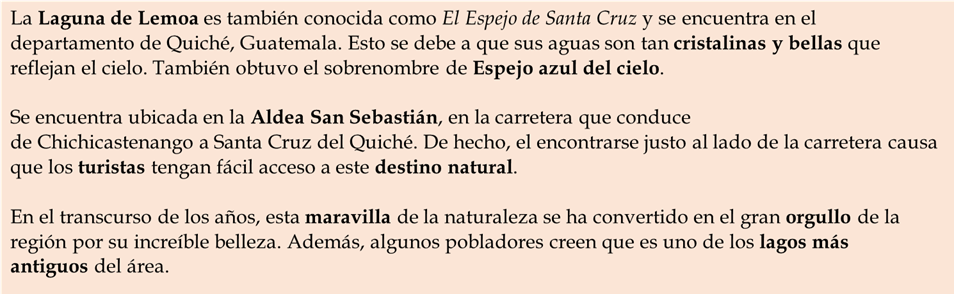 La Laguna de Lemoa es también conocida como El Espejo de Santa Cruz y se encuentra en el
departamento de Quiché, Guatemala. Esto se debe a que sus aguas son tan cristalinas y bellas que
reflejan el cielo. También obtuvo el sobrenombre de Espejo azul del cielo.
Se encuentra ubicada en la Aldea San Sebastián, en la carretera que conduce
de Chichicastenango a Santa Cruz del Quiché. De hecho, el encontrarse justo al lado de la carretera causa
que los turistas tengan fácil acceso a este destino natural.
En el transcurso de los años, esta maravilla de la naturaleza se ha convertido en el gran orgullo de la
región por su increíble belleza. Además, algunos pobladores creen que es uno de los lagos más
antiguos del área.